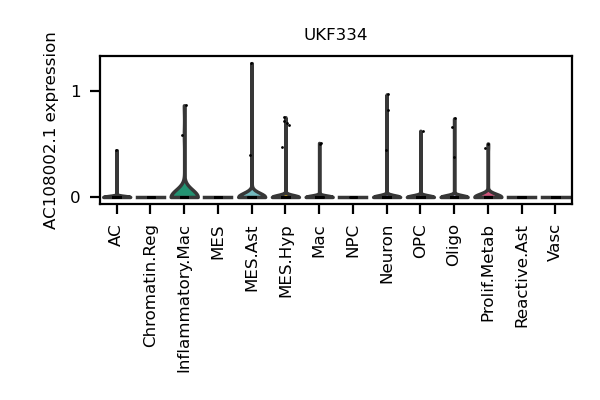 UKF334
AC108002.1 expression
1
0
AC
Chromatin.Reg
Inflammatory.Mac
MES
MES.Ast
MES.Hyp
Mac
NPC
Neuron
OPC
Oligo
Prolif.Metab
Reactive.Ast
Vasc